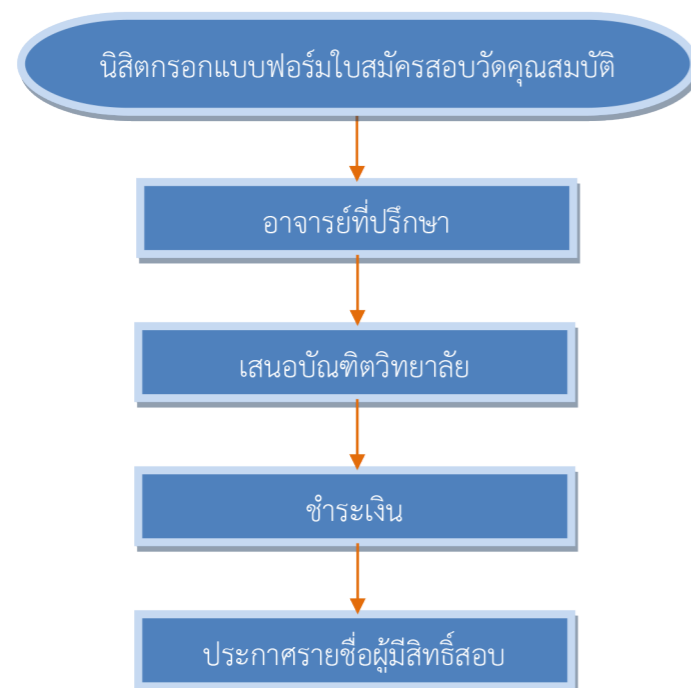 นิสิตกรอกแบบฟอร์มใบสมัครสอบวัดคุณสมบัติ
อาจารย์ที่ปรึกษา
เสนอบัณฑิตวิทยาลัย
ชำระเงิน
ประกาศรายชื่อผู้มีสิทธิ์สอบ